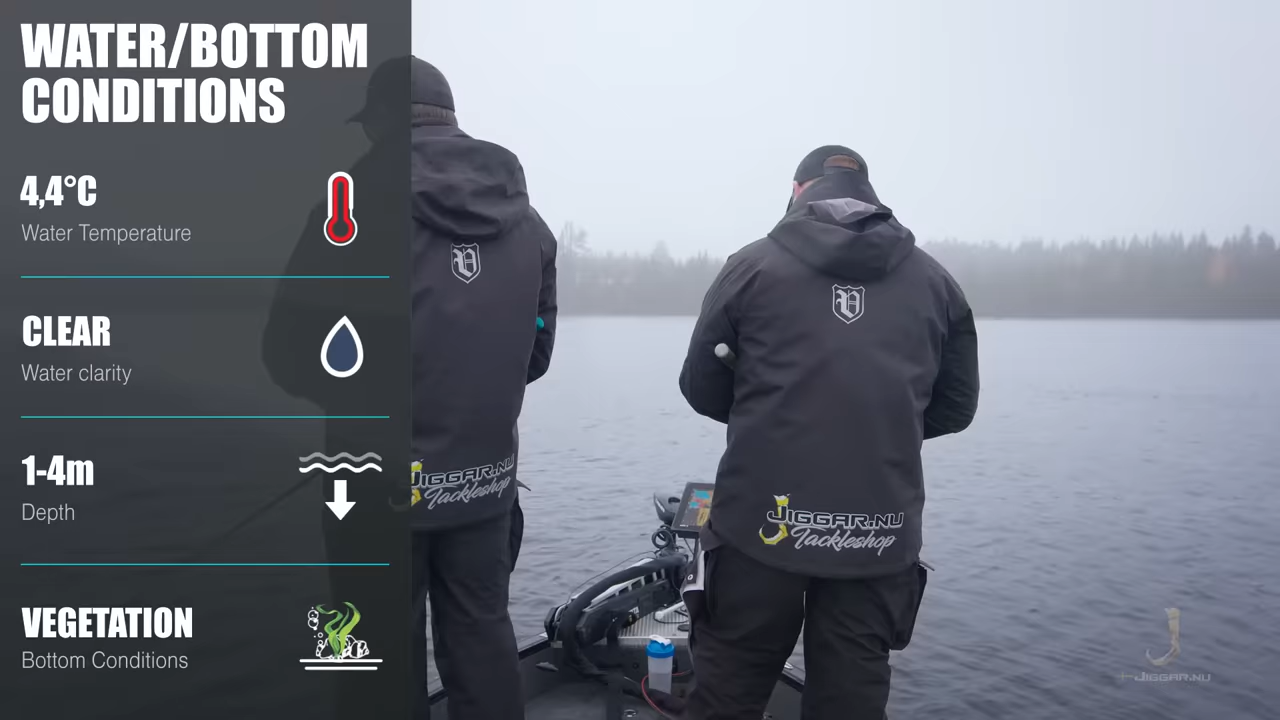 WATER/BOTTOM
CONDITIONS
4,4°C
Water Temperature
CLEAR
Water clarity
1-4m
Depth
VEGETATION
Bottom Conditions
V
JIGGAR.NU
Tackleshop
V
JIGGAR.NU
Tackleshop
JIGGAR.NU